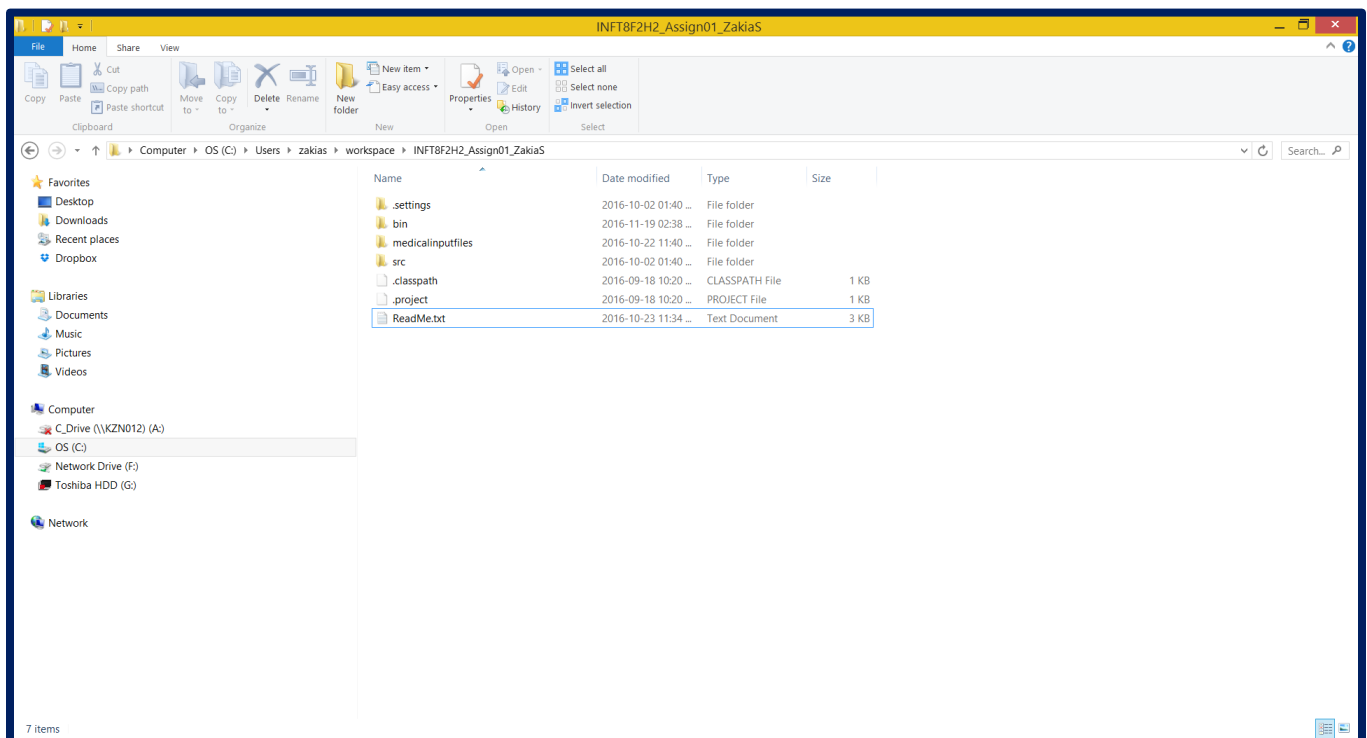 INFT8F2H2_Assign01_ZakiaS
File Home Share View
Copy Paste Cut
Copy path
Paste shortcut
Clipboard
Move to Copy to Delete Rename
Organize
New folder New item
Easy access
New
Properties Open
Edit
History
Open
Select all
Select none
Invert selection
Select
Computer OS (C:) Users zakias workspace INFT8F2H2_Assign01_ZakiaS
Search...
Favorites
Desktop
Downloads
Recent places
Dropbox
Libraries
Documents
Music
Pictures
Videos
Computer
C_Drive (\\KZN012) (A:)
OS (C:)
Network Drive (F:)
Toshiba HDD (G:)
Network
Name Date modified Type Size
.settings 2016-10-02 01:40 ... File folder
bin 2016-11-19 02:38 ... File folder
medicalinputfiles 2016-10-22 11:40 ... File folder
src 2016-10-02 01:40 ... File folder
.classpath 2016-09-18 10:20 ... CLASSPATH File 1 KB
.project 2016-09-18 10:20 ... PROJECT File 1 KB
ReadMe.txt 2016-10-23 11:34 ... Text Document 3 KB
7 items